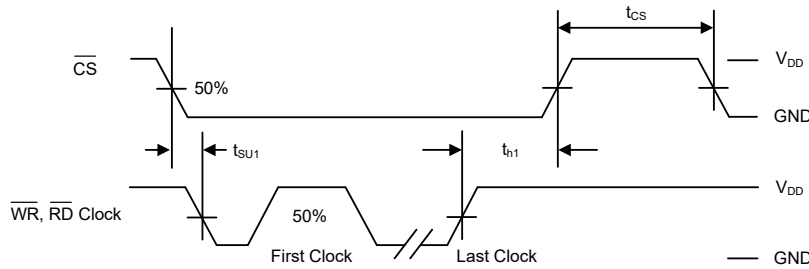 tCS
CS
50%
VDD
GND
tSU1
th1
WR, RD Clock
50%
VDD
First Clock
Last Clock
GND